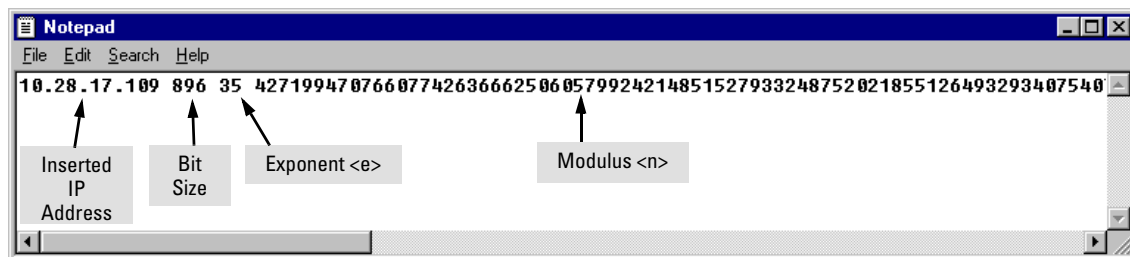 Notepad
File Edit Search Help
10.28.17.109 896 35 427199470766077426366625060579924214851527933248752021855126493293407540
Inserted
IP
Address
Bit
Size
Exponent <e>
Modulus <n>